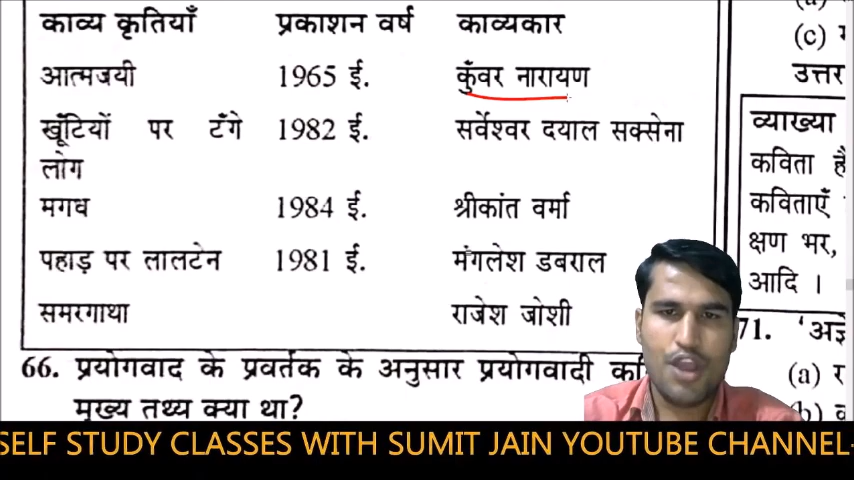 काव्य कृतियाँ प्रकाशन वर्ष काव्यकार
आत्मजयी 1965 ई. कुँवर नारायण
खूँटियों पर टँगे 1982 ई. सर्वेश्वर दयाल सक्सेना
लोग
मगध 1984 ई. श्रीकांत वर्मा
पहाड़ पर लालटेन 1981 ई. मंगलेश डबराल
समरगाथा राजेश जोशी
66. प्रयोगवाद के प्रवर्तक के अनुसार प्रयोगवादी
मुख्य तथ्य क्या था?
(c)
उत्तर
व्याख्या
कविता है
कविताएँ
क्षण भर,
आदि ।
71.
(a)
(b)
SELF STUDY CLASSES WITH SUMIT JAIN YOUTUBE CHANNEL-